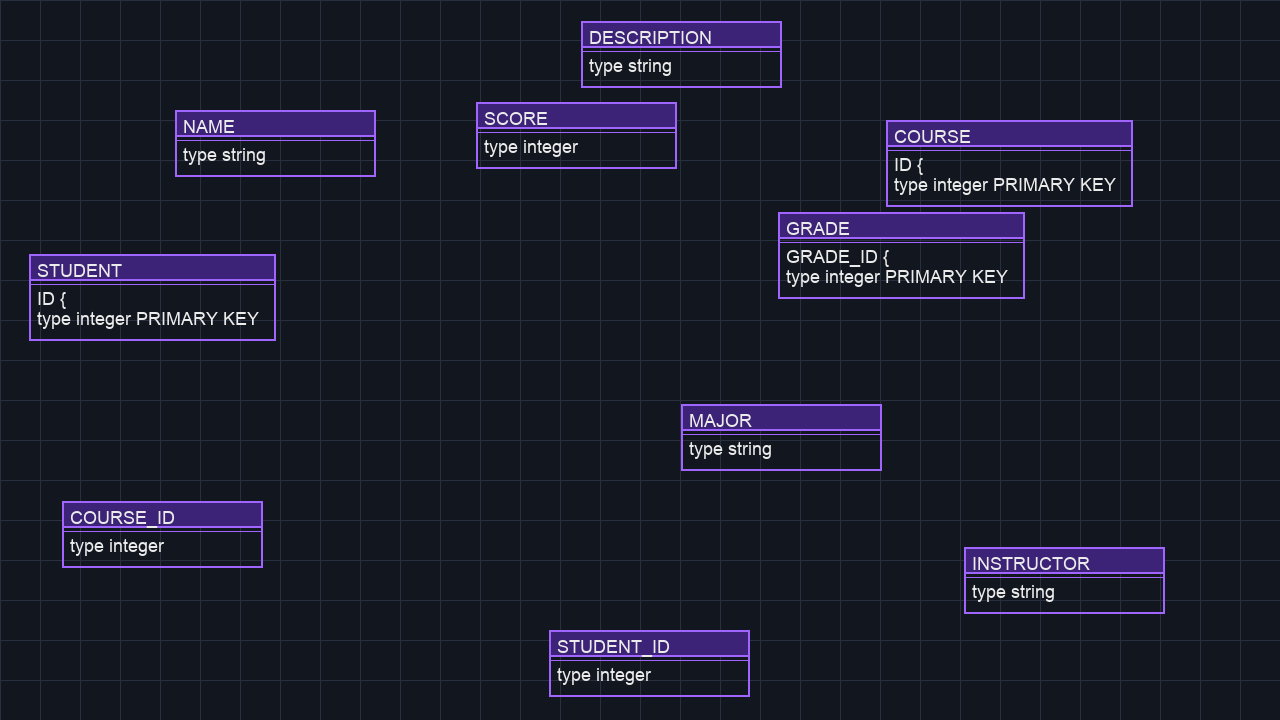 DESCRIPTION
type string
SCORE
type integer
NAME
type string
COURSE
ID {
type integer PRIMARY KEY
GRADE
GRADE_ID {
type integer PRIMARY KEY
STUDENT
ID {
type integer PRIMARY KEY
MAJOR
type string
COURSE_ID
type integer
INSTRUCTOR
type string
STUDENT_ID
type integer